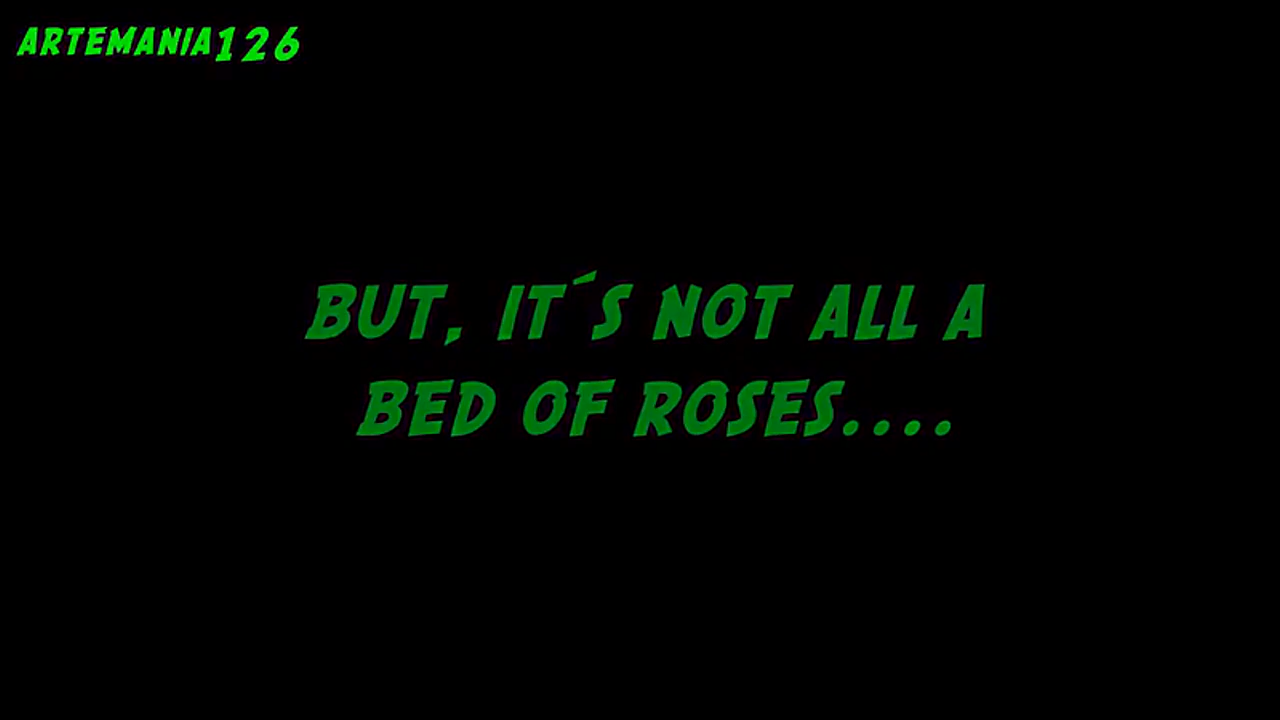 ARTEMANIA126
BUT, IT´S NOT ALL A
BED OF ROSES....